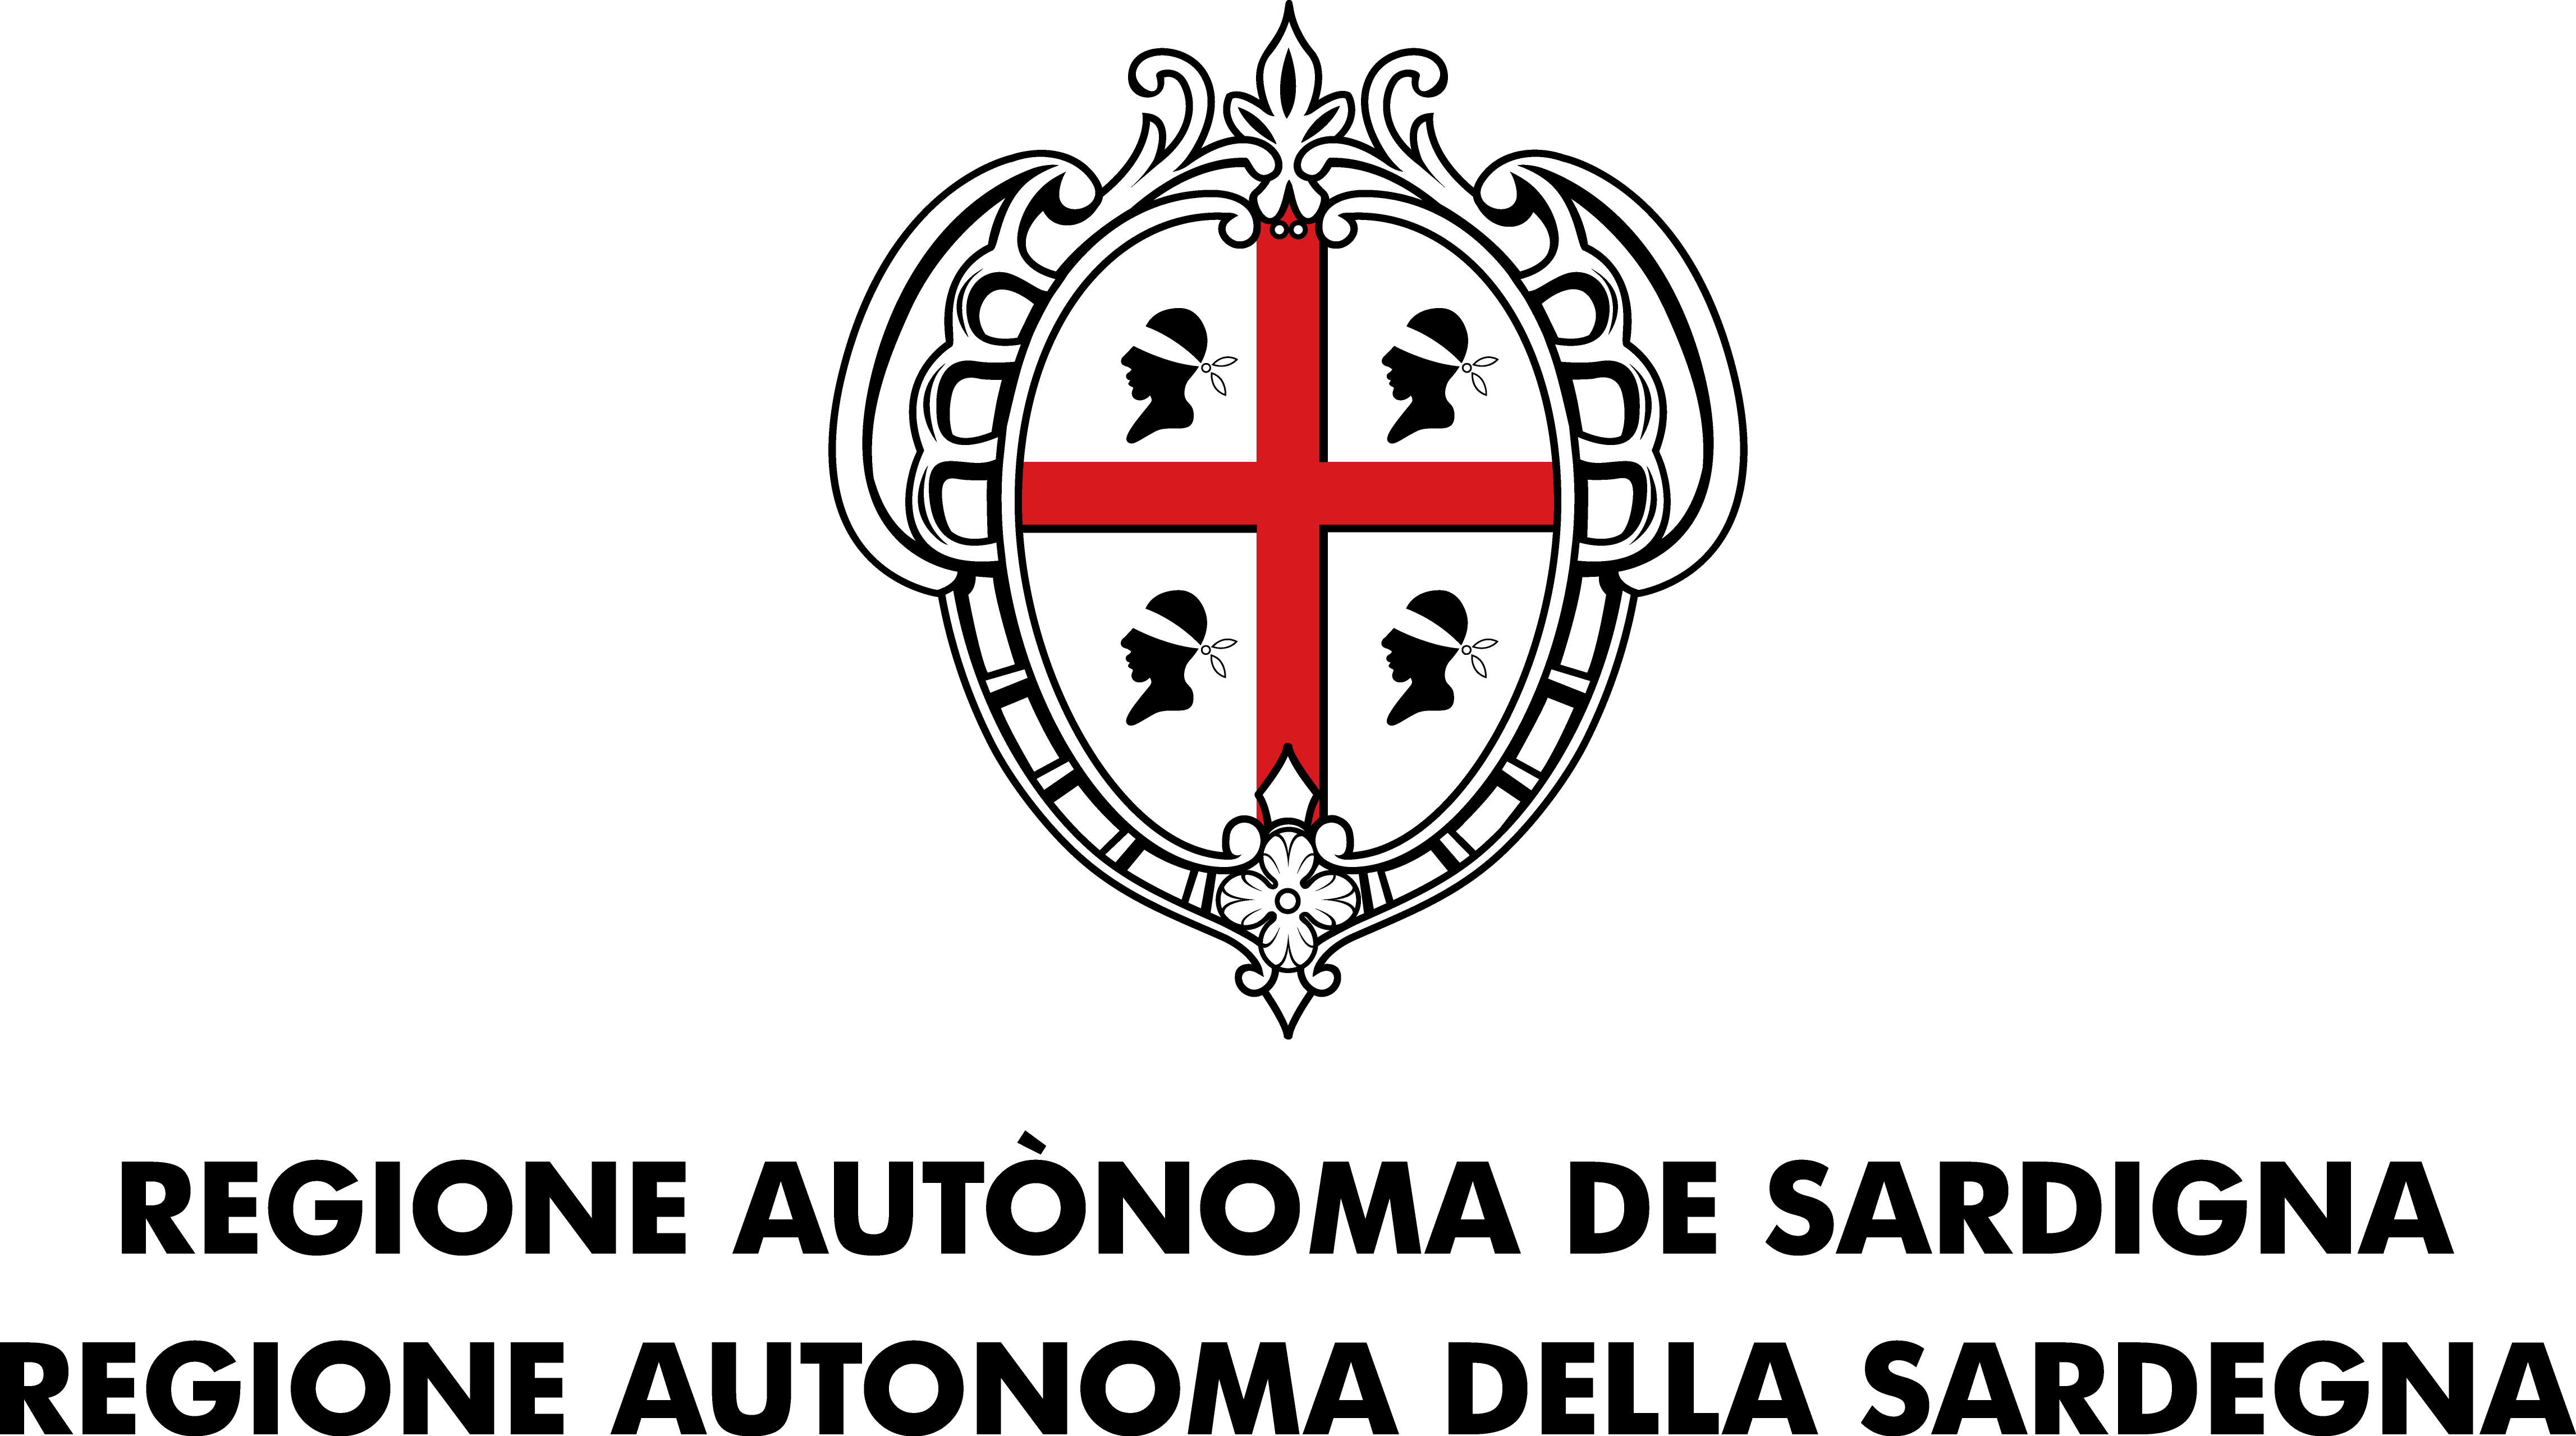 REGIONE AUTÒNOMA DE SARDIGNA
REGIONE AUTONOMA DELLA SARDEGNA